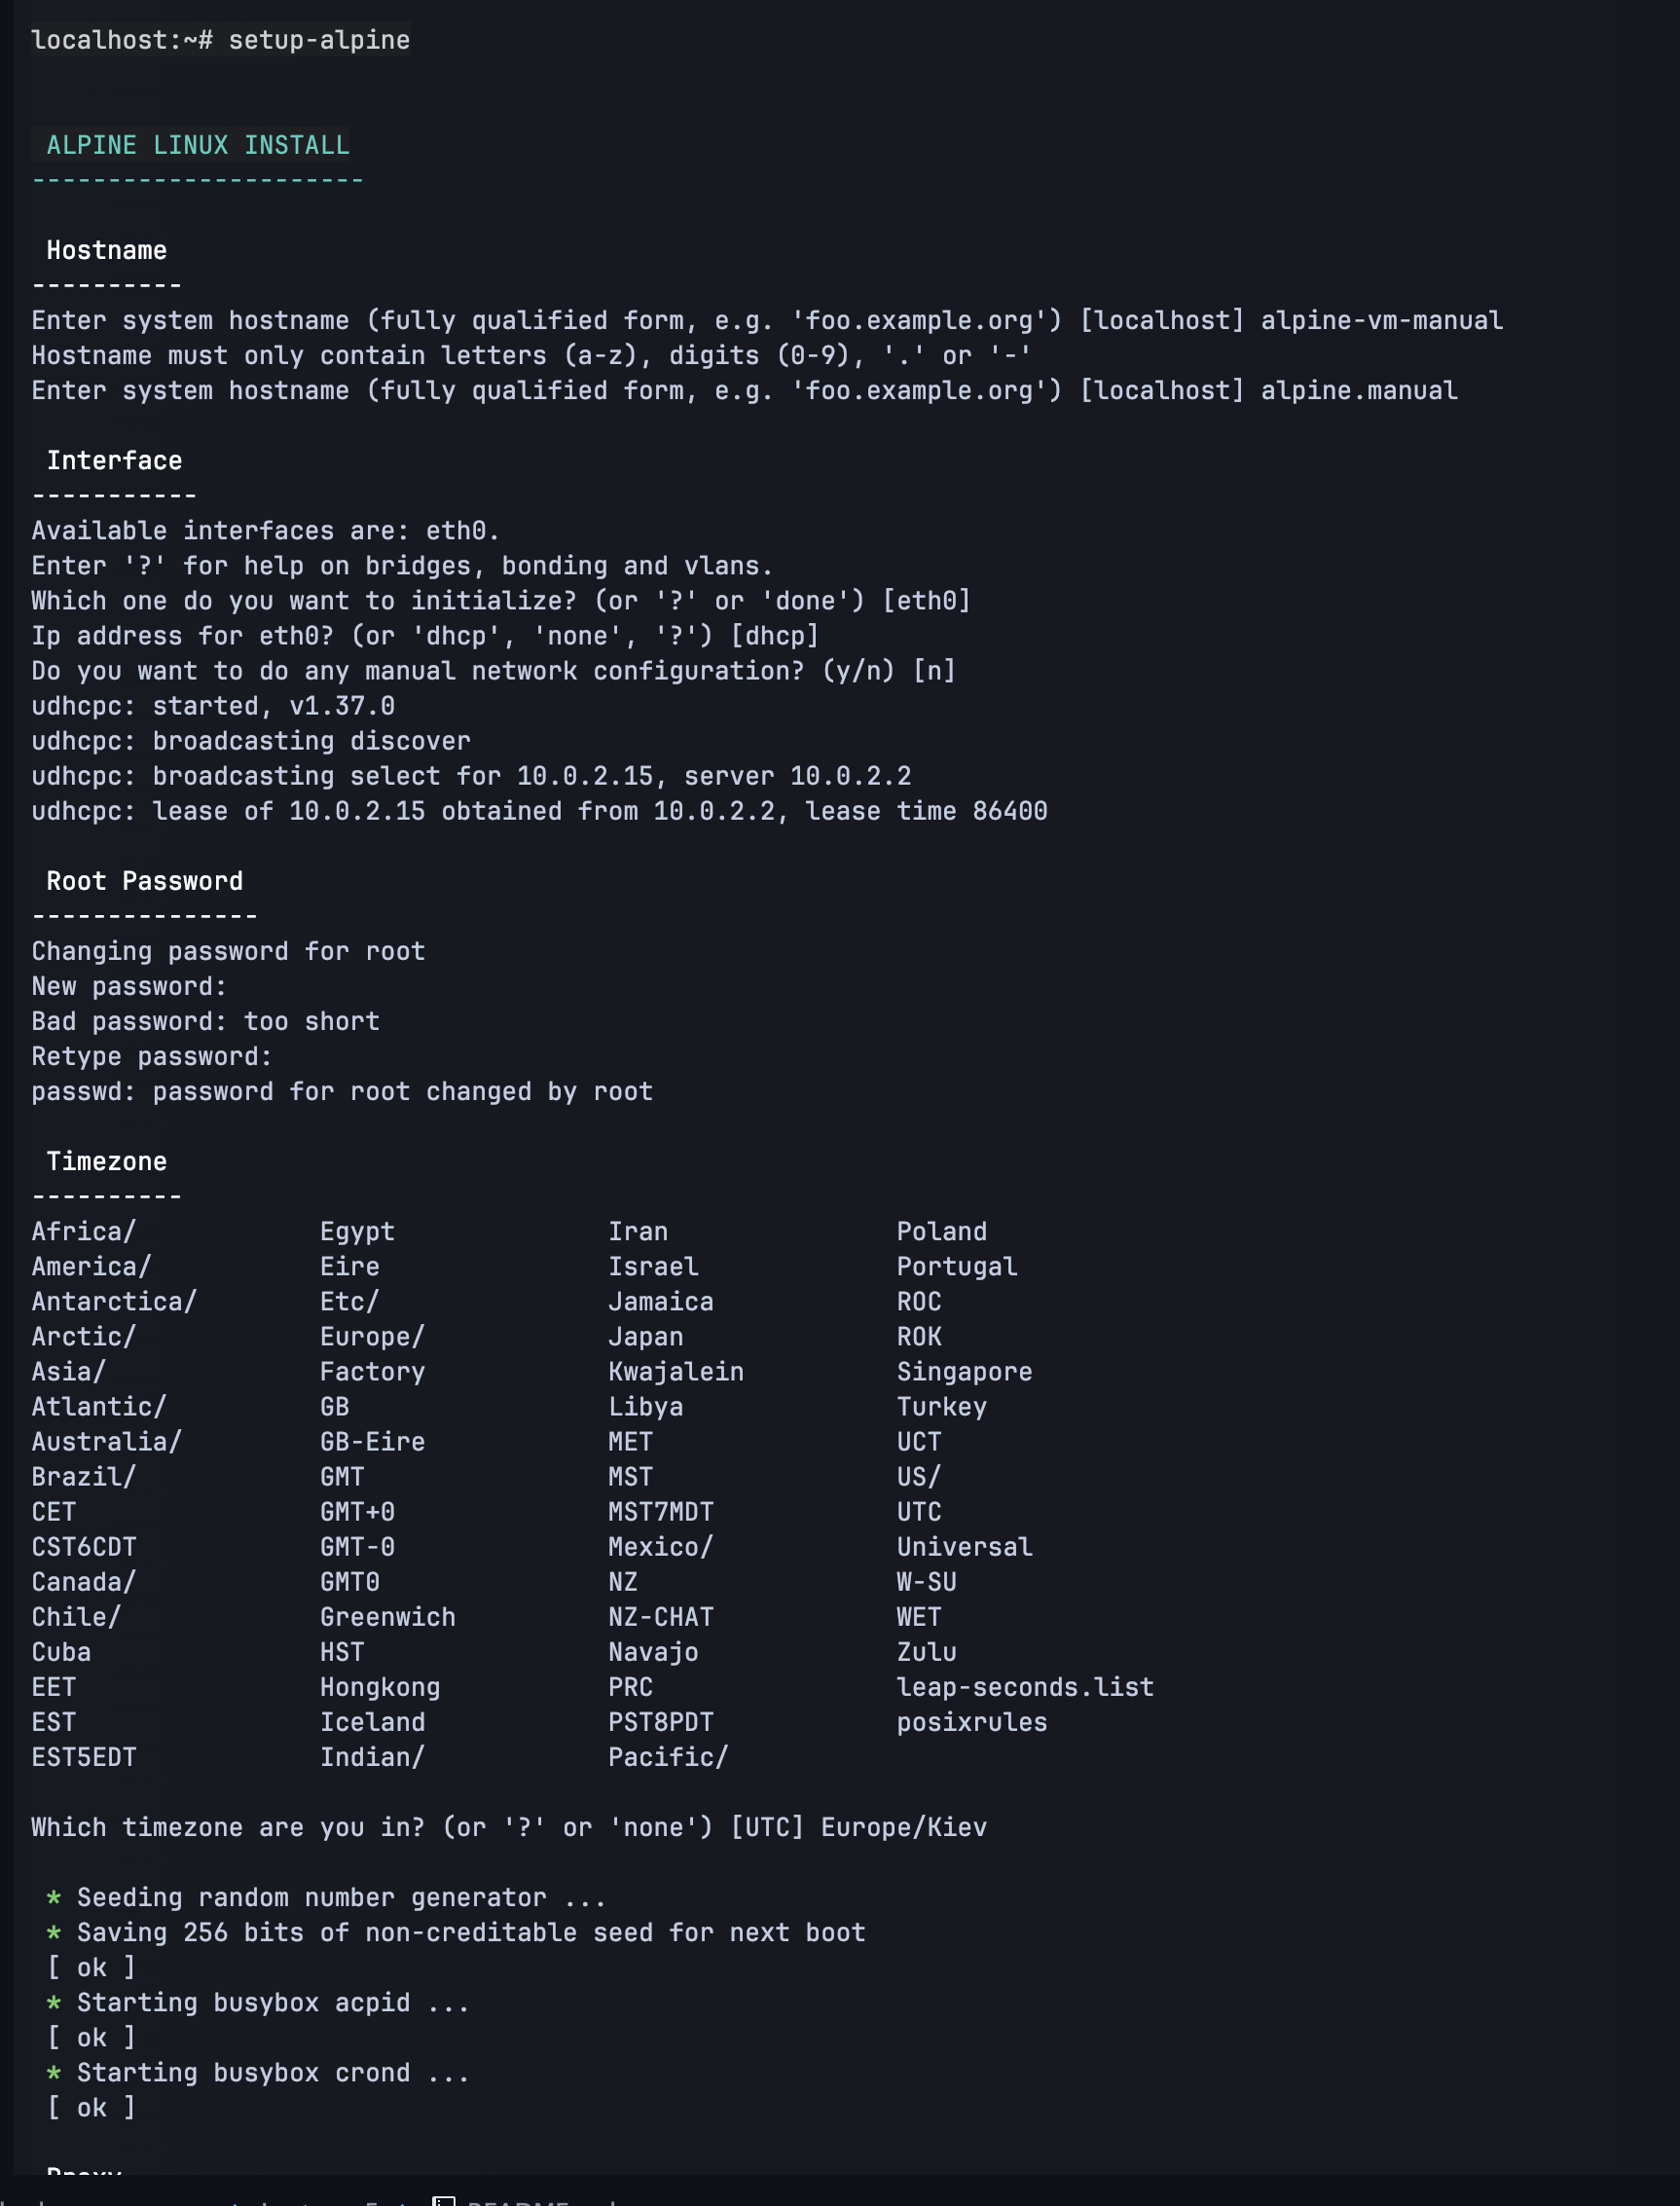 localhost:~# setup-alpine
ALPINE LINUX INSTALL
----------------------
Hostname
----------
Enter system hostname (fully qualified form, e.g. 'foo.example.org') [localhost] alpine-vm-manual
Hostname must only contain letters (a-z), digits (0-9), '.' or '-'
Enter system hostname (fully qualified form, e.g. 'foo.example.org') [localhost] alpine.manual
Interface
-----------
Available interfaces are: eth0.
Enter '?' for help on bridges, bonding and vlans.
Which one do you want to initialize? (or '?' or 'done') [eth0]
Ip address for eth0? (or 'dhcp', 'none', '?') [dhcp]
Do you want to do any manual network configuration? (y/n) [n]
udhcpc: started, v1.37.0
udhcpc: broadcasting discover
udhcpc: broadcasting select for 10.0.2.15, server 10.0.2.2
udhcpc: lease of 10.0.2.15 obtained from 10.0.2.2, lease time 86400
Root Password
---------------
Changing password for root
New password:
Bad password: too short
Retype password:
passwd: password for root changed by root
Timezone
----------
Africa/ Egypt Iran Poland
America/ Eire Israel Portugal
Antarctica/ Etc/ Jamaica ROC
Arctic/ Europe/ Japan ROK
Asia/ Factory Kwajalein Singapore
Atlantic/ GB Libya Turkey
Australia/ GB-Eire MET UCT
Brazil/ GMT MST US/
CET GMT+0 MST7MDT UTC
CST6CDT GMT-0 Mexico/ Universal
Canada/ GMT0 NZ W-SU
Chile/ Greenwich NZ-CHAT WET
Cuba HST Navajo Zulu
EET Hongkong PRC leap-seconds.list
EST Iceland PST8PDT posixrules
EST5EDT Indian/ Pacific/
Which timezone are you in? (or '?' or 'none') [UTC] Europe/Kiev
* Seeding random number generator ...
* Saving 256 bits of non-creditable seed for next boot
[ ok ]
* Starting busybox acpid ...
[ ok ]
* Starting busybox crond ...
[ ok ]